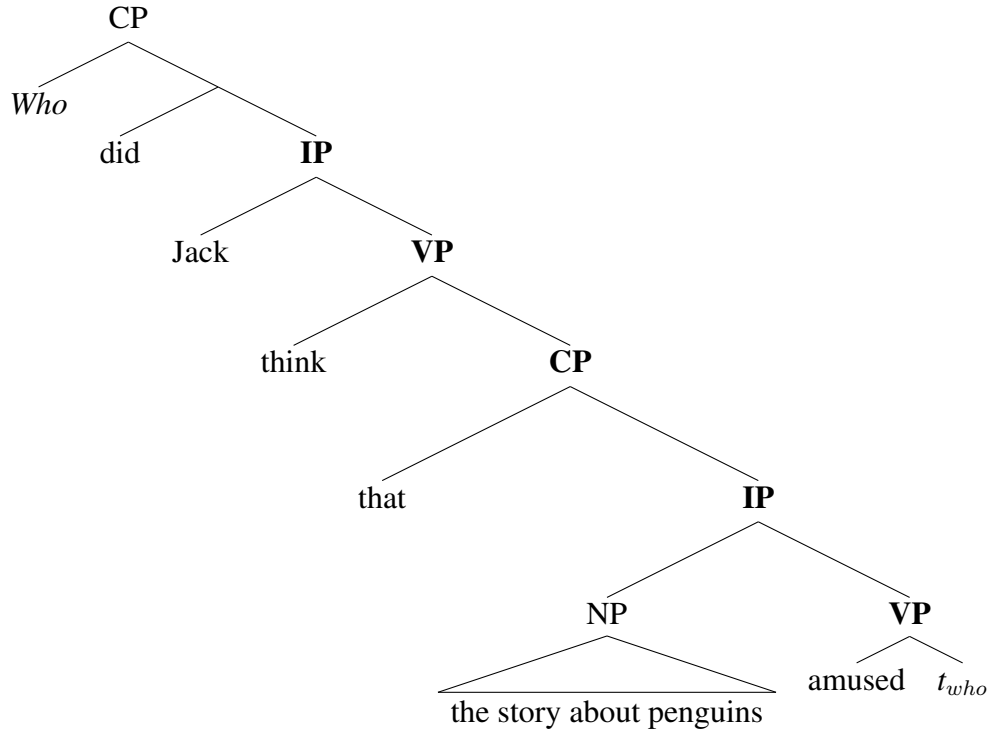 CP
Who
did
IP
Jack
VP
think
CP
that
IP
NP
VP
amused t_who
the story about penguins